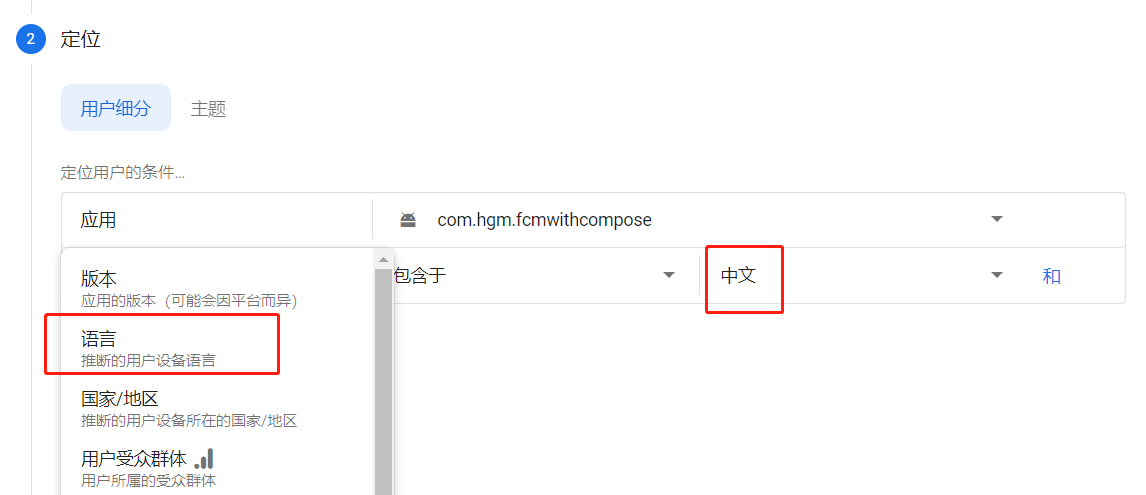 2 定位
用户细分 主题
定位用户的条件...
应用 com.hgm.fcmwithcompose
包含于 中文 和
版本
应用的版本（可能会因平台而异）
语言
推断的用户设备语言
国家/地区
推断的用户设备所在的国家/地区
用户受众群体
用户所属的受众群体